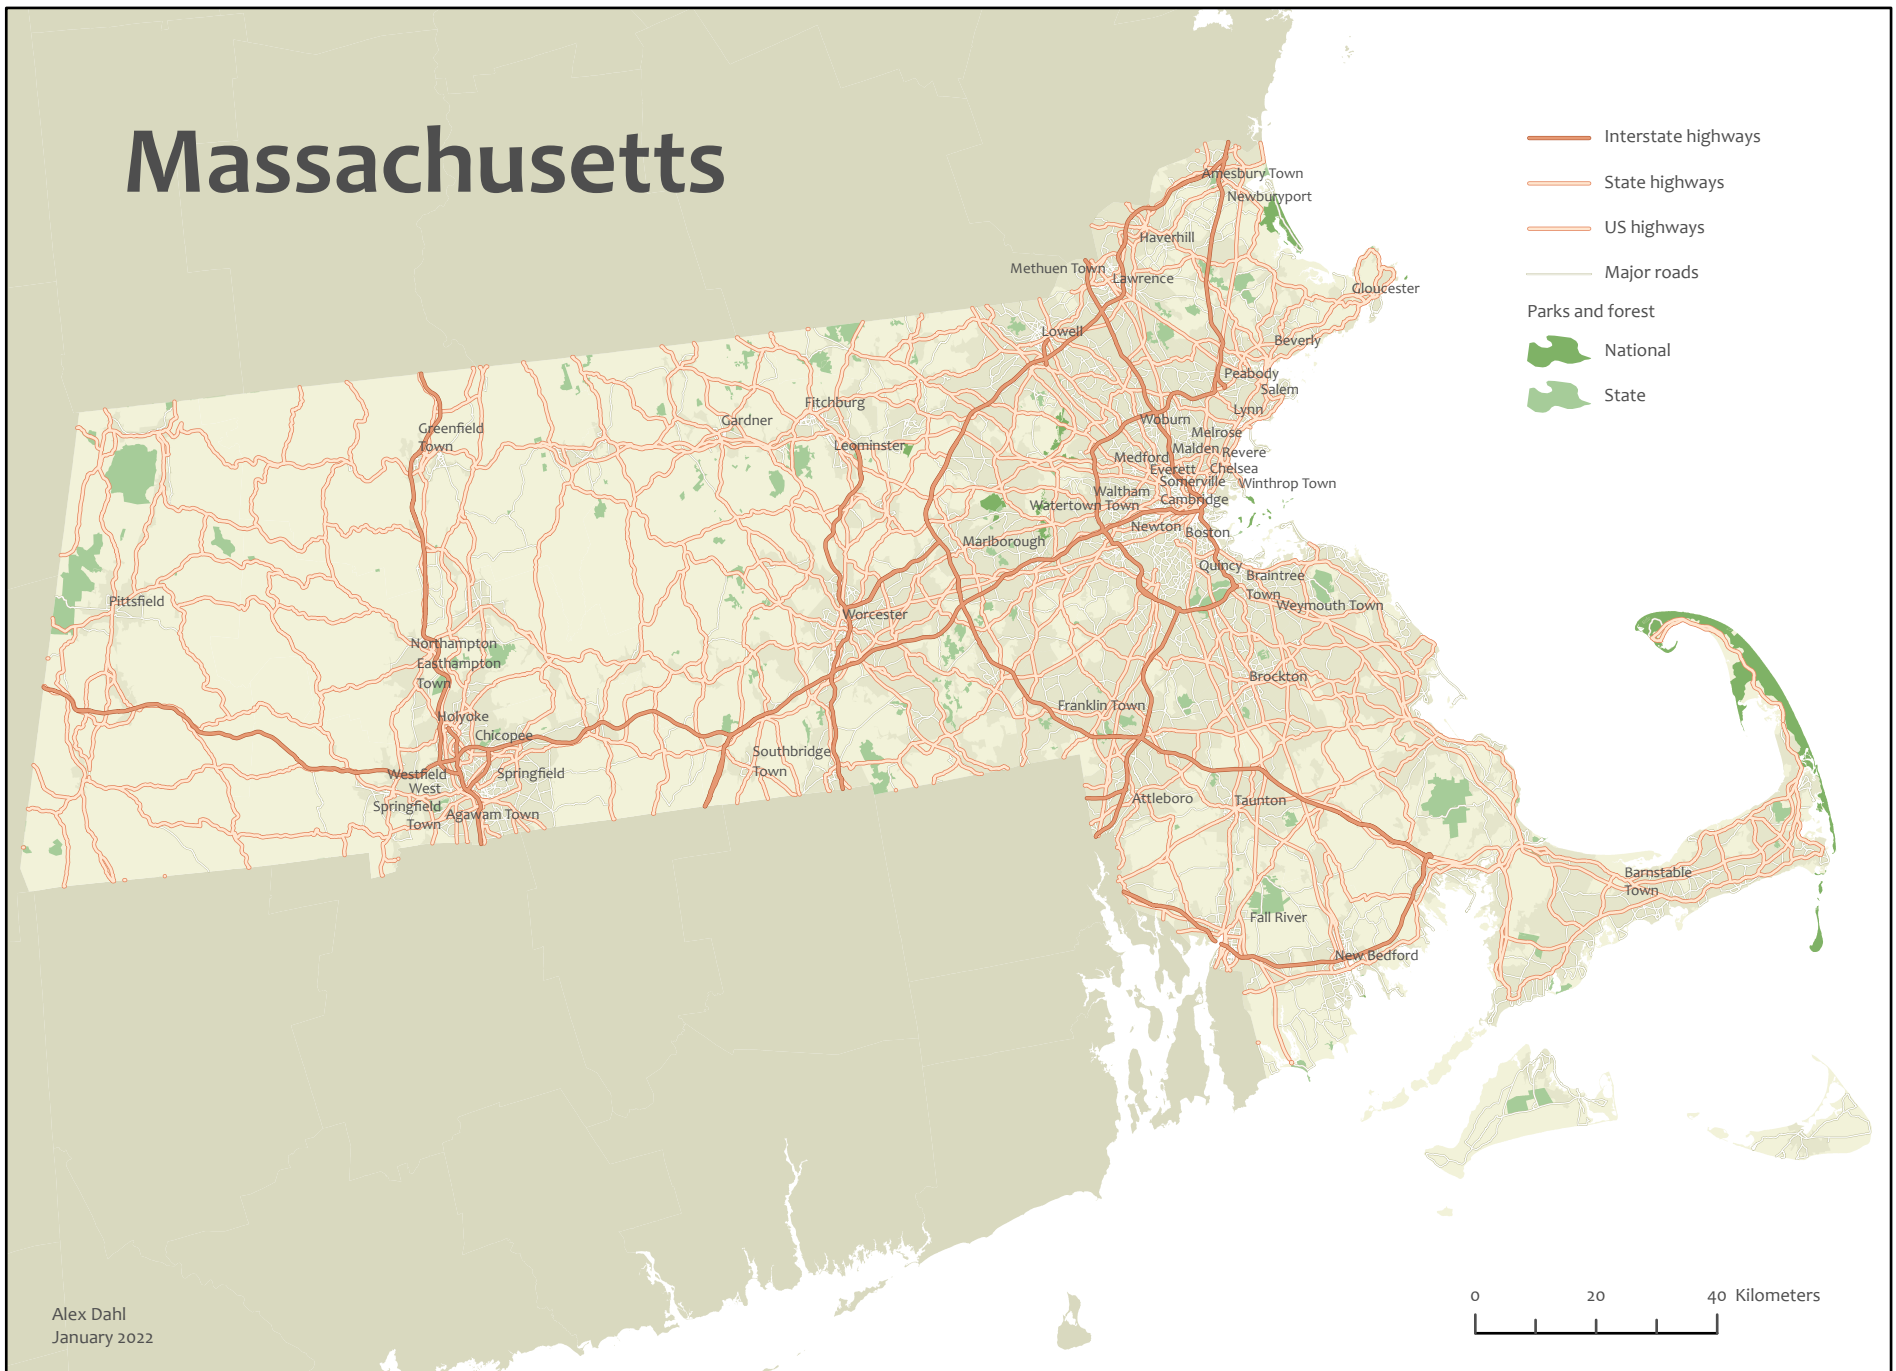 Massachusetts
Interstate highways
State highways
US highways
Major roads
Parks and forest
National
State
Amesbury Town
Newburyport
Haverhill
Methuen Town
Lawrence
Gloucester
Lowell
Beverly
Peabody
Salem
Lynn
Fitchburg
Gardner
Leominster
Greenfield
Town
Woburn
Melrose
Malden
Revere
Medford
Everett
Chelsea
Somerville
Winthrop Town
Waltham
Cambridge
Watertown Town
Newton
Boston
Marlborough
Quincy
Braintree
Town
Weymouth Town
Pittsfield
Worcester
Northampton
Easthampton
Town
Brockton
Franklin Town
Holyoke
Chicopee
Southbridge
Town
Westfield
Springfield
West
Springfield
Town
Agawam Town
Attleboro
Taunton
Barnstable
Town
Fall River
New Bedford
Alex Dahl
January 2022
0 20 40 Kilometers